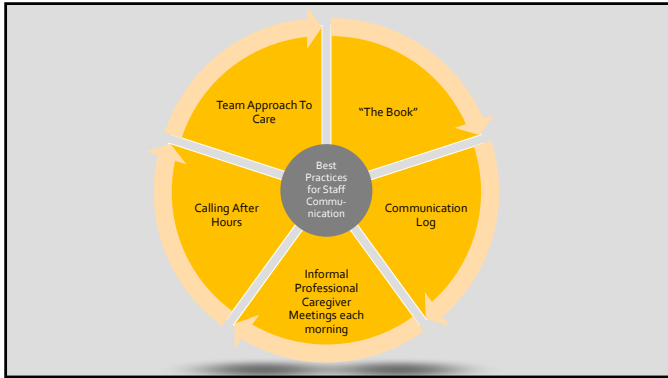 Team Approach To
Care
“The Book”
Best
Practices
for Staff
Commu-
nication
Calling After
Hours
Communication
Log
Informal
Professional
Caregiver
Meetings each
morning